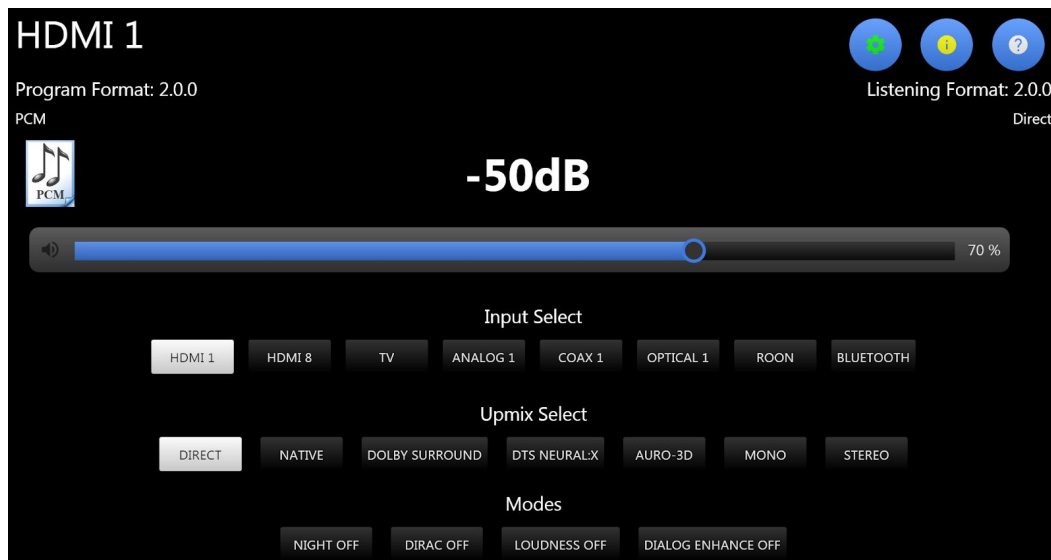 HDMI 1
i
?
Program Format: 2.0.0
Listening Format: 2.0.0
PCM
Direct
PCM
-50dB
70 %
Input Select
HDMI 1 HDMI 8 TV ANALOG 1 COAX 1 OPTICAL 1 ROON BLUETOOTH
Upmix Select
DIRECT NATIVE DOLBY SURROUND DTS NEURAL:X AURO-3D MONO STEREO
Modes
NIGHT OFF DIRAC OFF LOUDNESS OFF DIALOG ENHANCE OFF